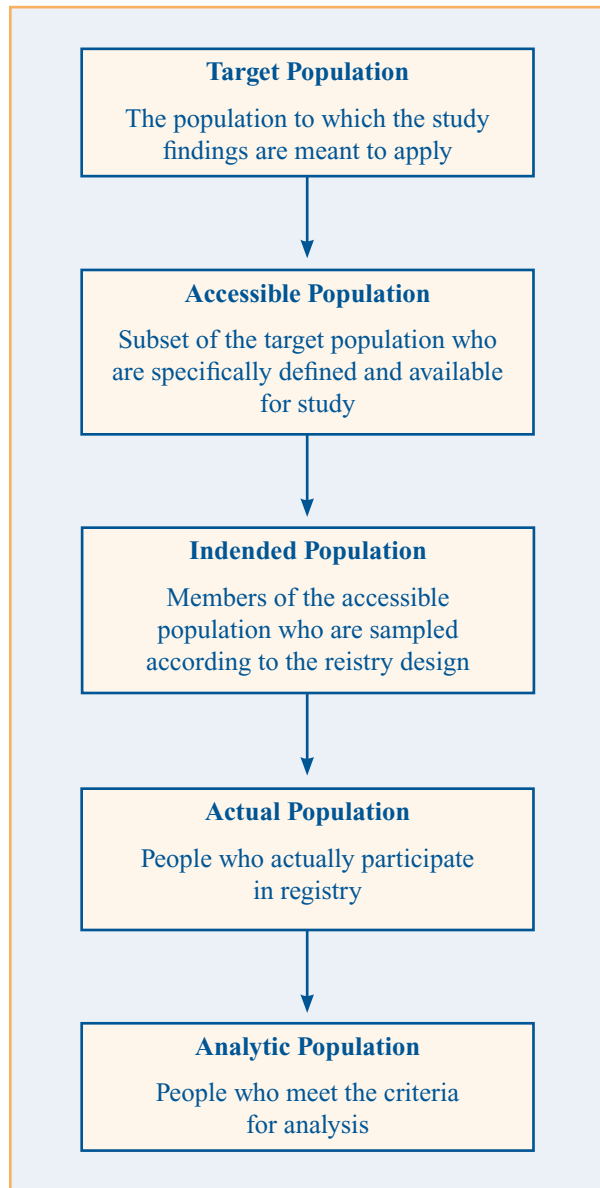 Target Population
The population to which the study
findings are meant to apply
Accessible Population
Subset of the target population who
are specifically defined and available
for study
Indended Population
Members of the accessible
population who are sampled
according to the reistry design
Actual Population
People who actually participate
in registry
Analytic Population
People who meet the criteria
for analysis